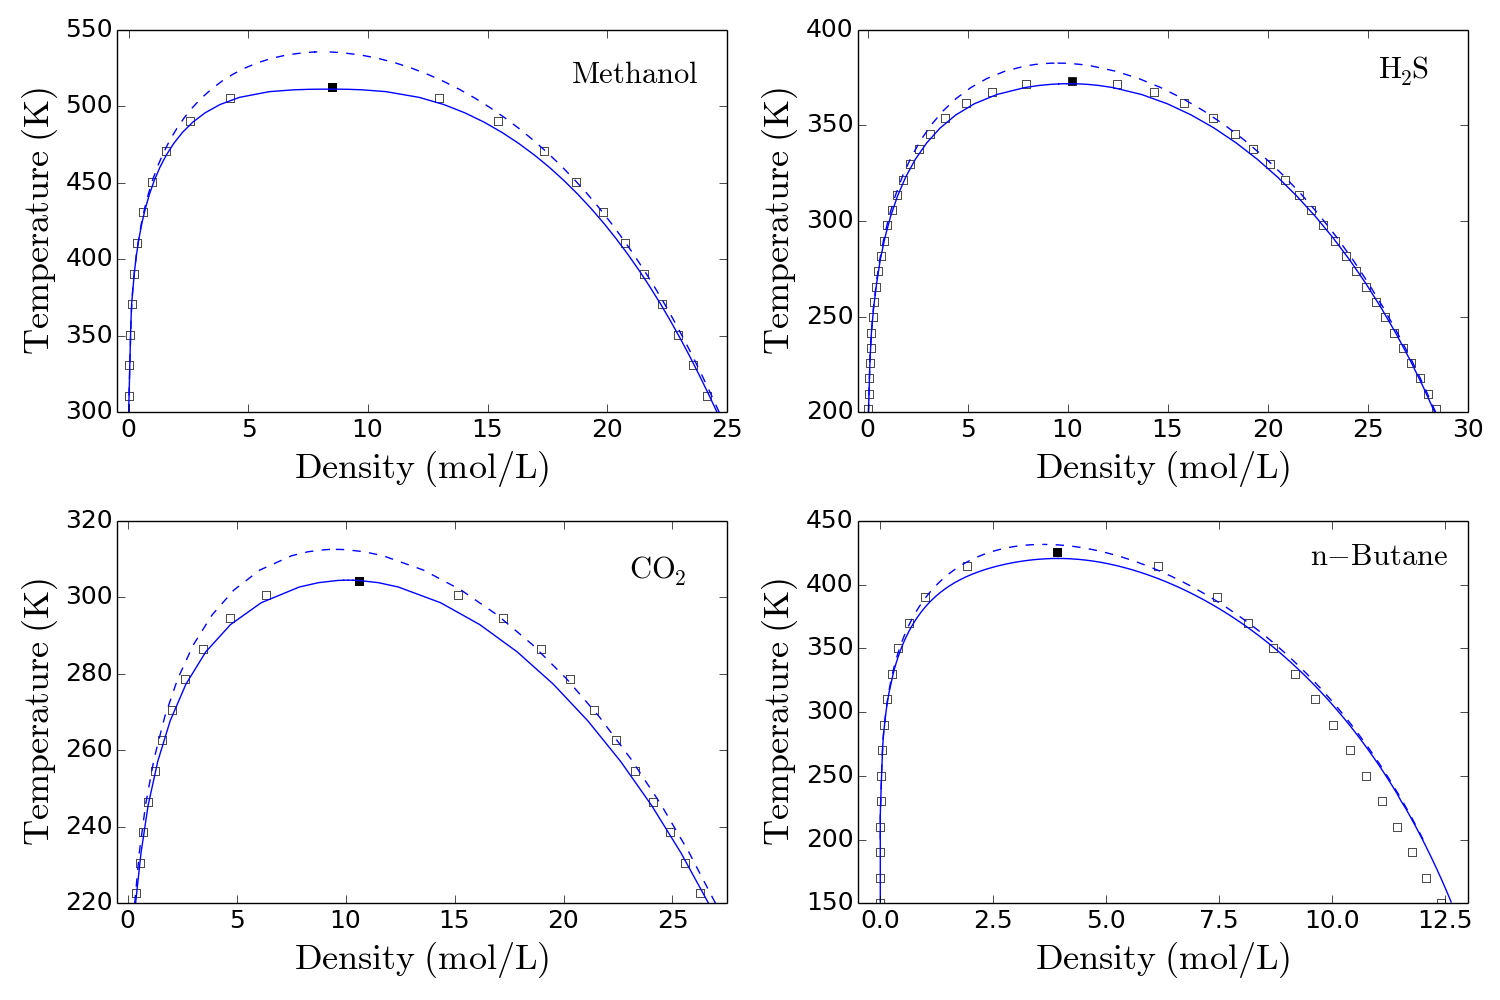 550
500
450
400
350
300
Temperature (K)
Methanol
0 5 10 15 20 25
Density (mol/L)
400
350
300
250
200
Temperature (K)
H₂S
0 5 10 15 20 25 30
Density (mol/L)
320
300
280
260
240
220
Temperature (K)
CO₂
0 5 10 15 20 25
Density (mol/L)
450
400
350
300
250
200
150
Temperature (K)
n−Butane
0.0 2.5 5.0 7.5 10.0 12.5
Density (mol/L)